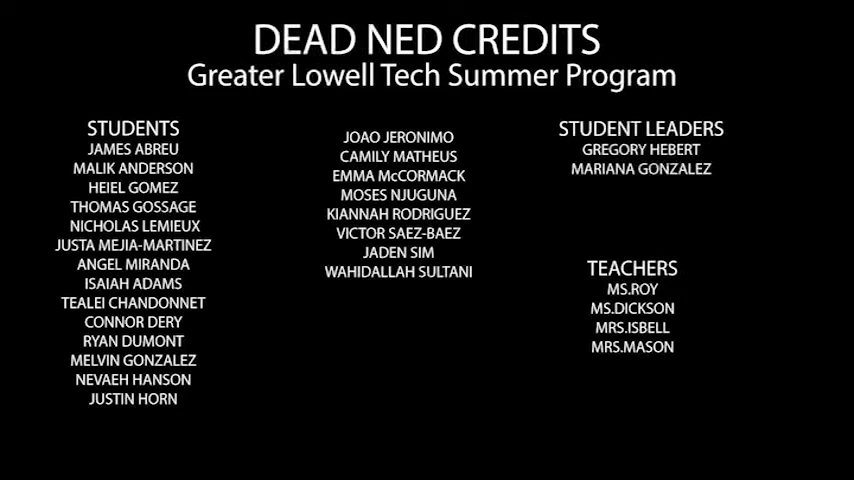 DEAD NED CREDITS
Greater Lowell Tech Summer Program
STUDENTS
JAMES ABREU
MALIK ANDERSON
HEIEL GOMEZ
THOMAS GOSSAGE
NICHOLAS LEMIEUX
JUSTA MEJIA-MARTINEZ
ANGEL MIRANDA
ISAIAH ADAMS
TEALEI CHANDONNET
CONNOR DERY
RYAN DUMONT
MELVIN GONZALEZ
NEVAEH HANSON
JUSTIN HORN
JOAO JERONIMO
CAMILY MATHEUS
EMMA McCORMACK
MOSES NJUGUNA
KIANNAH RODRIGUEZ
VICTOR SAEZ-BAEZ
JADEN SIM
WAHIDALLAH SULTANI
STUDENT LEADERS
GREGORY HEBERT
MARIANA GONZALEZ
TEACHERS
MS.ROY
MS.DICKSON
MRS.ISBELL
MRS.MASON